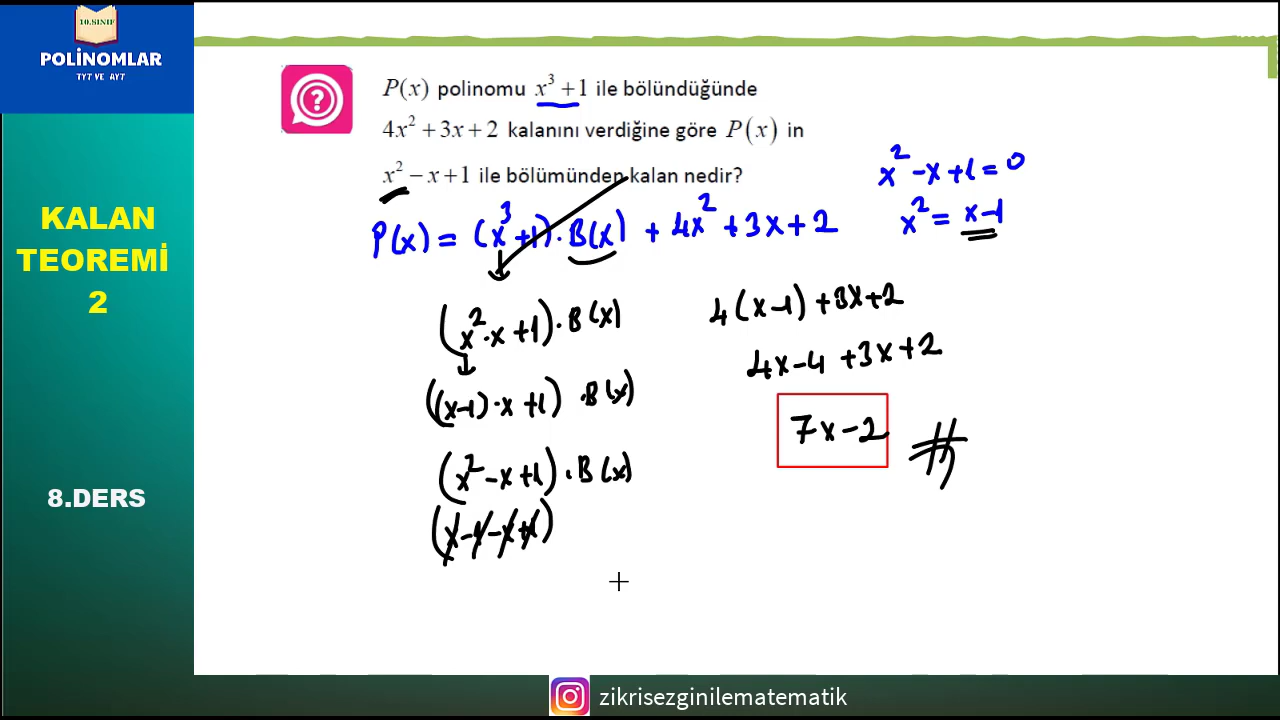 10.SINIF
POLİNOMLAR
TYT VE AYT
KALAN
TEOREMİ
2
8.DERS
P(x) polinomu x³ +1 ile bölündüğünde
4x² + 3x + 2 kalanını verdiğine göre P(x) in
x² − x + 1 ile bölümünden kalan nedir?
x² - x + 1 = 0
x² = x-1
P(x) = (x³+1) · B(x) + 4x² + 3x + 2
(x²·x + 1) · B(x)
((x-1)·x + 1) · B(x)
(x² - x + 1) · B(x)
(x - 1 - x + 1)
4(x-1) + 3x + 2
4x - 4 + 3x + 2
7x - 2
zikrisezginilematematik